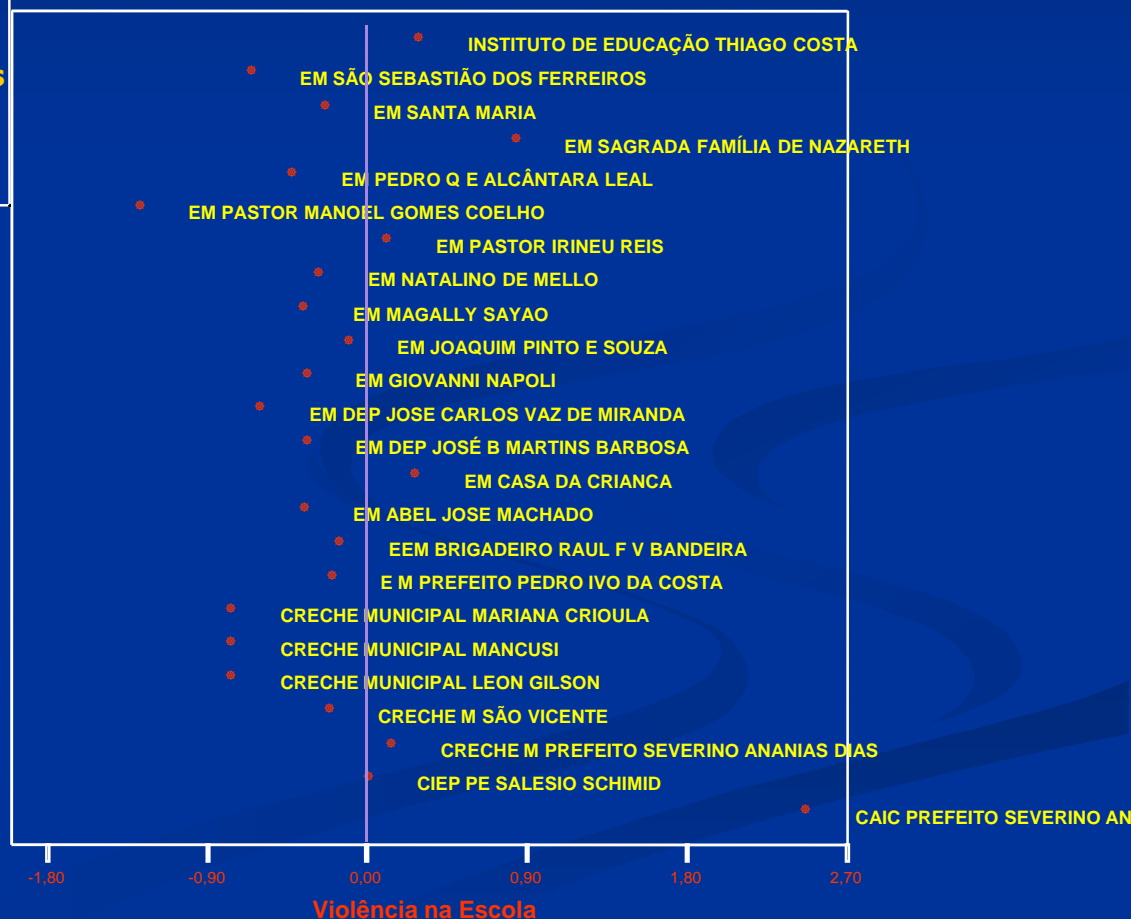 S
INSTITUTO DE EDUCAÇÃO THIAGO COSTA
EM SÃO SEBASTIÃO DOS FERREIROS
EM SANTA MARIA
EM SAGRADA FAMÍLIA DE NAZARETH
EM PEDRO Q E ALCÂNTARA LEAL
EM PASTOR MANOEL GOMES COELHO
EM PASTOR IRINEU REIS
EM NATALINO DE MELLO
EM MAGALLY SAYAO
EM JOAQUIM PINTO E SOUZA
EM GIOVANNI NAPOLI
EM DEP JOSE CARLOS VAZ DE MIRANDA
EM DEP JOSÉ B MARTINS BARBOSA
EM CASA DA CRIANCA
EM ABEL JOSE MACHADO
EEM BRIGADEIRO RAUL F V BANDEIRA
E M PREFEITO PEDRO IVO DA COSTA
CRECHE MUNICIPAL MARIANA CRIOULA
CRECHE MUNICIPAL MANCUSI
CRECHE MUNICIPAL LEON GILSON
CRECHE M SÃO VICENTE
CRECHE M PREFEITO SEVERINO ANANIAS DIAS
CIEP PE SALESIO SCHIMID
CAIC PREFEITO SEVERINO AN
-1,80 -0,90 0,00 0,90 1,80 2,70
Violência na Escola